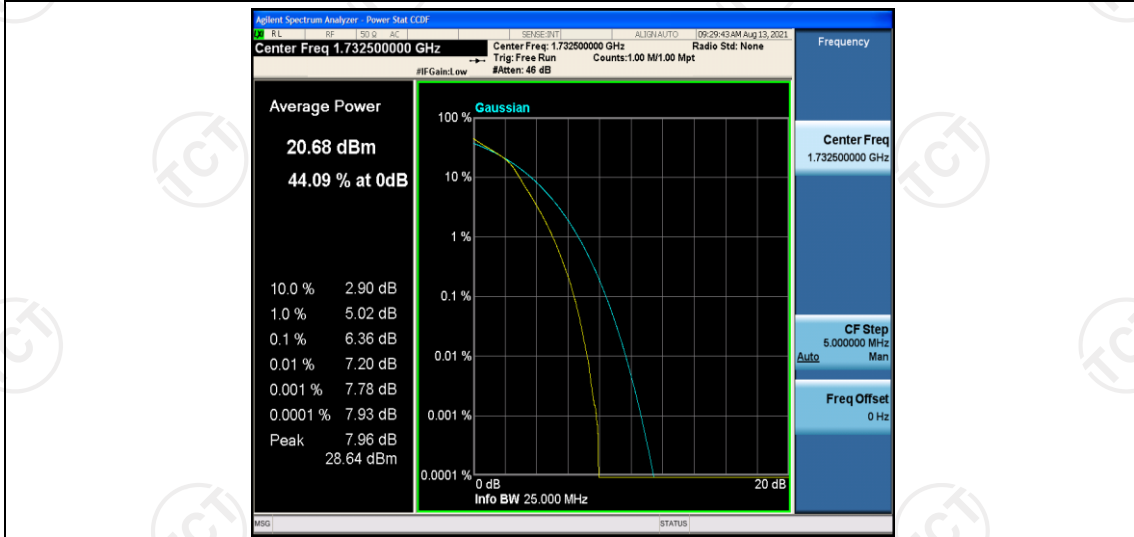 Agilent Spectrum Analyzer - Power Stat CCDF
LXI RL RF 50 Ω AC SENSE:INT ALIGN AUTO 09:29:43 AM Aug 13, 2021
Center Freq 1.732500000 GHz
Center Freq: 1.732500000 GHz Radio Std: None
Trig: Free Run Counts:1.00 M/1.00 Mpt
#IFGain:Low #Atten: 46 dB
Frequency
Average Power
20.68 dBm
44.09 % at 0dB
10.0 % 2.90 dB
1.0 % 5.02 dB
0.1 % 6.36 dB
0.01 % 7.20 dB
0.001 % 7.78 dB
0.0001 % 7.93 dB
Peak 7.96 dB
28.64 dBm
Gaussian
100 %
10 %
1 %
0.1 %
0.01 %
0.001 %
0.0001 %
0 dB 20 dB
Info BW 25.000 MHz
Center Freq
1.732500000 GHz
CF Step
5.000000 MHz
Auto Man
Freq Offset
0 Hz
MSG STATUS
TCT
TCT
TCT
TCT
TCT
TCT